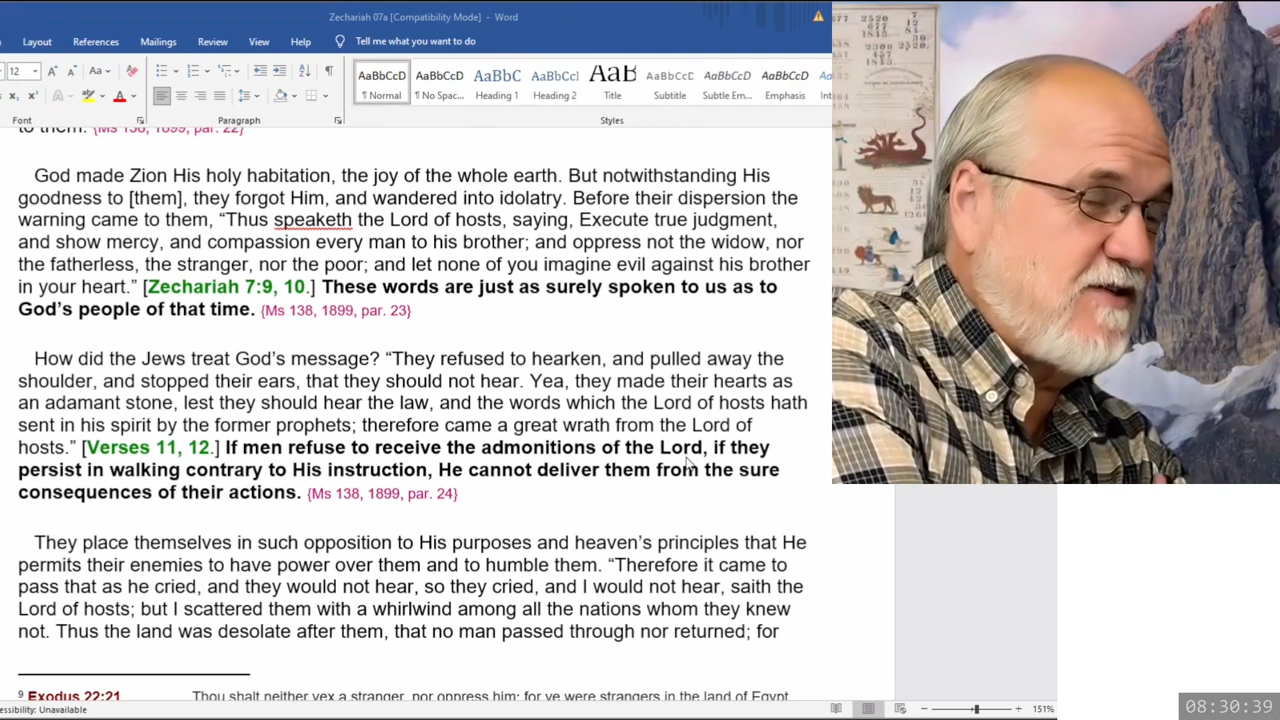 Zechariah 07a [Compatibility Mode] - Word
Layout References Mailings Review View Help Tell me what you want to do
12 Aa
AaBbCcD AaBbCcD AaBbC AaBbCcI AaB AaBbCcD AaBbCcD AaBbCcD
¶ Normal ¶ No Spac... Heading 1 Heading 2 Title Subtitle Subtle Em... Emphasis
Font Paragraph Styles
to them. {Ms 138, 1899, par. 22}
God made Zion His holy habitation, the joy of the whole earth. But notwithstanding His
goodness to [them], they forgot Him, and wandered into idolatry. Before their dispersion the
warning came to them, “Thus speaketh the Lord of hosts, saying, Execute true judgment,
and show mercy, and compassion every man to his brother; and oppress not the widow, nor
the fatherless, the stranger, nor the poor; and let none of you imagine evil against his brother
in your heart.” [Zechariah 7:9, 10.] These words are just as surely spoken to us as to
God’s people of that time. {Ms 138, 1899, par. 23}
How did the Jews treat God’s message? “They refused to hearken, and pulled away the
shoulder, and stopped their ears, that they should not hear. Yea, they made their hearts as
an adamant stone, lest they should hear the law, and the words which the Lord of hosts hath
sent in his spirit by the former prophets; therefore came a great wrath from the Lord of
hosts.” [Verses 11, 12.] If men refuse to receive the admonitions of the Lord, if they
persist in walking contrary to His instruction, He cannot deliver them from the sure
consequences of their actions. {Ms 138, 1899, par. 24}
They place themselves in such opposition to His purposes and heaven’s principles that He
permits their enemies to have power over them and to humble them. “Therefore it came to
pass that as he cried, and they would not hear, so they cried, and I would not hear, saith the
Lord of hosts; but I scattered them with a whirlwind among all the nations whom they knew
not. Thus the land was desolate after them, that no man passed through nor returned; for
9 Exodus 22:21 Thou shalt neither vex a stranger, nor oppress him: for ye were strangers in the land of Egypt
essibility: Unavailable 151%
2520
677
1843
2300
457
1843
08:30:39